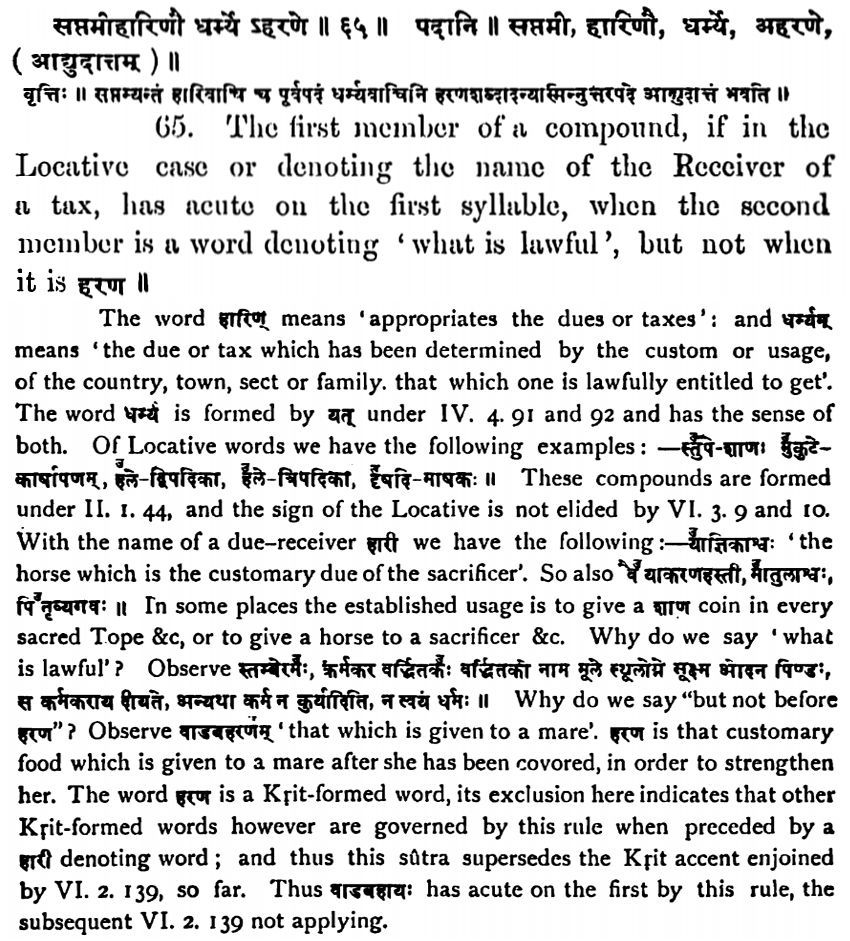 सप्तमीहारिणौ धर्म्ये ऽहरणे ॥ ६५ ॥ पदानि ॥ सप्तमी, हारिणौ, धर्म्ये, अहरणे,
( आद्युदात्तम् ) ॥
वृत्तिः ॥ सप्तम्यन्तं हारिवाचि च पूर्वपदं धर्म्यवाचिनि हरणशब्दादन्यस्मिन्नुत्तरपदे आद्युदात्तं भवति ॥
65. The first member of a compound, if in the
Locative case or denoting the name of the Receiver of
a tax, has acute on the first syllable, when the second
member is a word denoting ‘what is lawful’, but not when
it is हरण ॥
The word हारिण् means ‘appropriates the dues or taxes’: and धर्म्यम्
means ‘the due or tax which has been determined by the custom or usage,
of the country, town, sect or family. that which one is lawfully entitled to get’.
The word धर्म्यं is formed by यत् under IV. 4. 91 and 92 and has the sense of
both. Of Locative words we have the following examples: —स्तू॑पे-शाणः मु॑कुटे-
कार्षापणम्, ह॑ले-द्विपदिका, ह॑ले-त्रिपदिका, दृ॑षदि-माषकः ॥ These compounds are formed
under II. 1. 44, and the sign of the Locative is not elided by VI. 3. 9 and 10.
With the name of a due-receiver हारी we have the following:—या॑ज्ञिकाश्वः ‘the
horse which is the customary due of the sacrificer’. So also वै॑याकरणहस्ती, मा॑तुलाश्वः,
पि॑तृव्यगवः ॥ In some places the established usage is to give a शाण coin in every
sacred Tope &c, or to give a horse to a sacrificer &c. Why do we say ‘what
is lawful’? Observe स्तम्बेरमः॑, कर्मकर वर्द्धितकः॑ वर्द्धितको नाम मूले स्थूलोग्रे सूक्ष्म ओदन पिण्डः,
स कर्मकराय दीयते, अन्यथा कर्म न कुर्यादिति, न त्वयं धर्मः ॥ Why do we say “but not before
हरण”? Observe वाडबहरणम् ‘that which is given to a mare’. हरण is that customary
food which is given to a mare after she has been covored, in order to strengthen
her. The word हरण is a Kṛit-formed word, its exclusion here indicates that other
Kṛit-formed words however are governed by this rule when preceded by a
हारी denoting word; and thus this sûtra supersedes the Kṛit accent enjoined
by VI. 2. 139, so far. Thus वाडबहार्यः has acute on the first by this rule, the
subsequent VI. 2. 139 not applying.